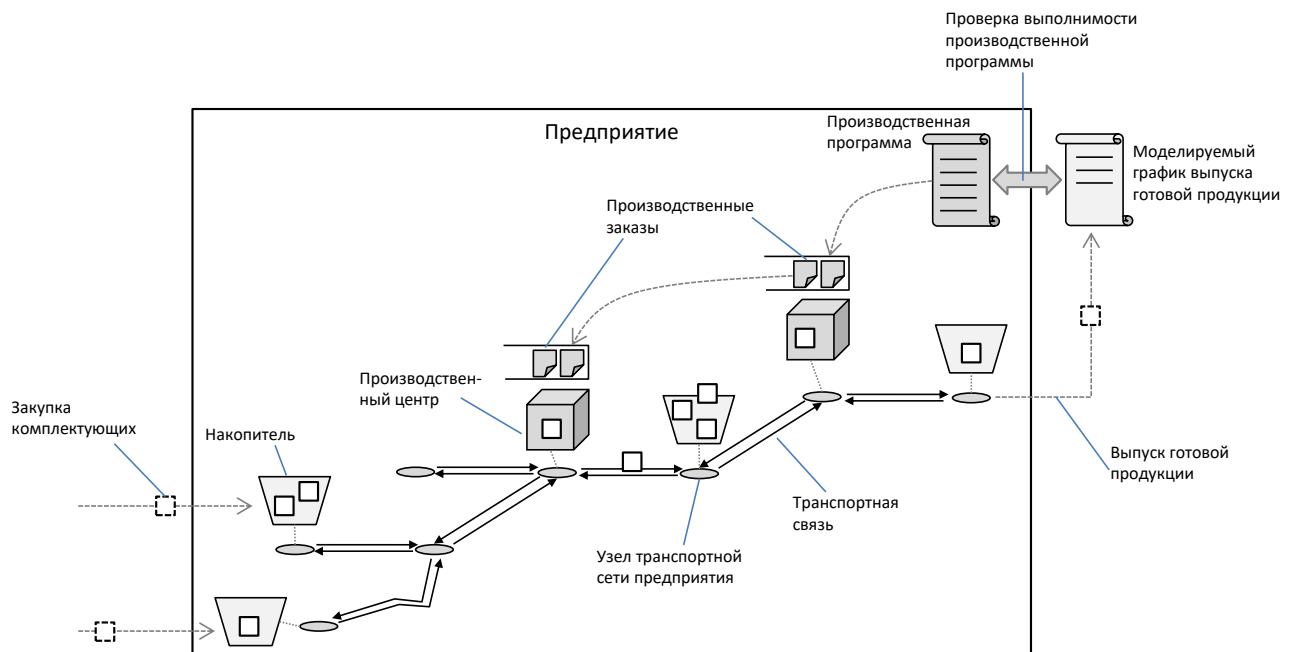 Проверка выполнимости
производственной
программы
Предприятие
Производственная
программа
Моделируемый
график выпуска
готовой продукции
Производственные
заказы
Производствен-
ный центр
Закупка
комплектующих
Накопитель
Выпуск готовой
продукции
Транспортная
связь
Узел транспортной
сети предприятия